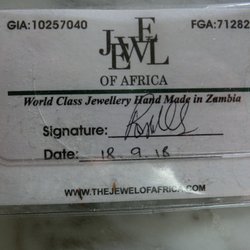 GIA:10257040 FGA:71282
JEWEL
OF AFRICA
World Class Jewellery Hand Made in Zambia
Signature:
Date: 18.9.18
WWW.THEJEWELOFAFRICA.COM